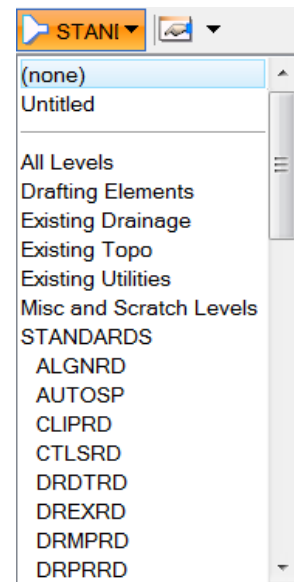 STANI
(none)
Untitled
All Levels
Drafting Elements
Existing Drainage
Existing Topo
Existing Utilities
Misc and Scratch Levels
STANDARDS
ALGNRD
AUTOSP
CLIPRD
CTLSRD
DRDTRD
DREXRD
DRMPRD
DRPRRD